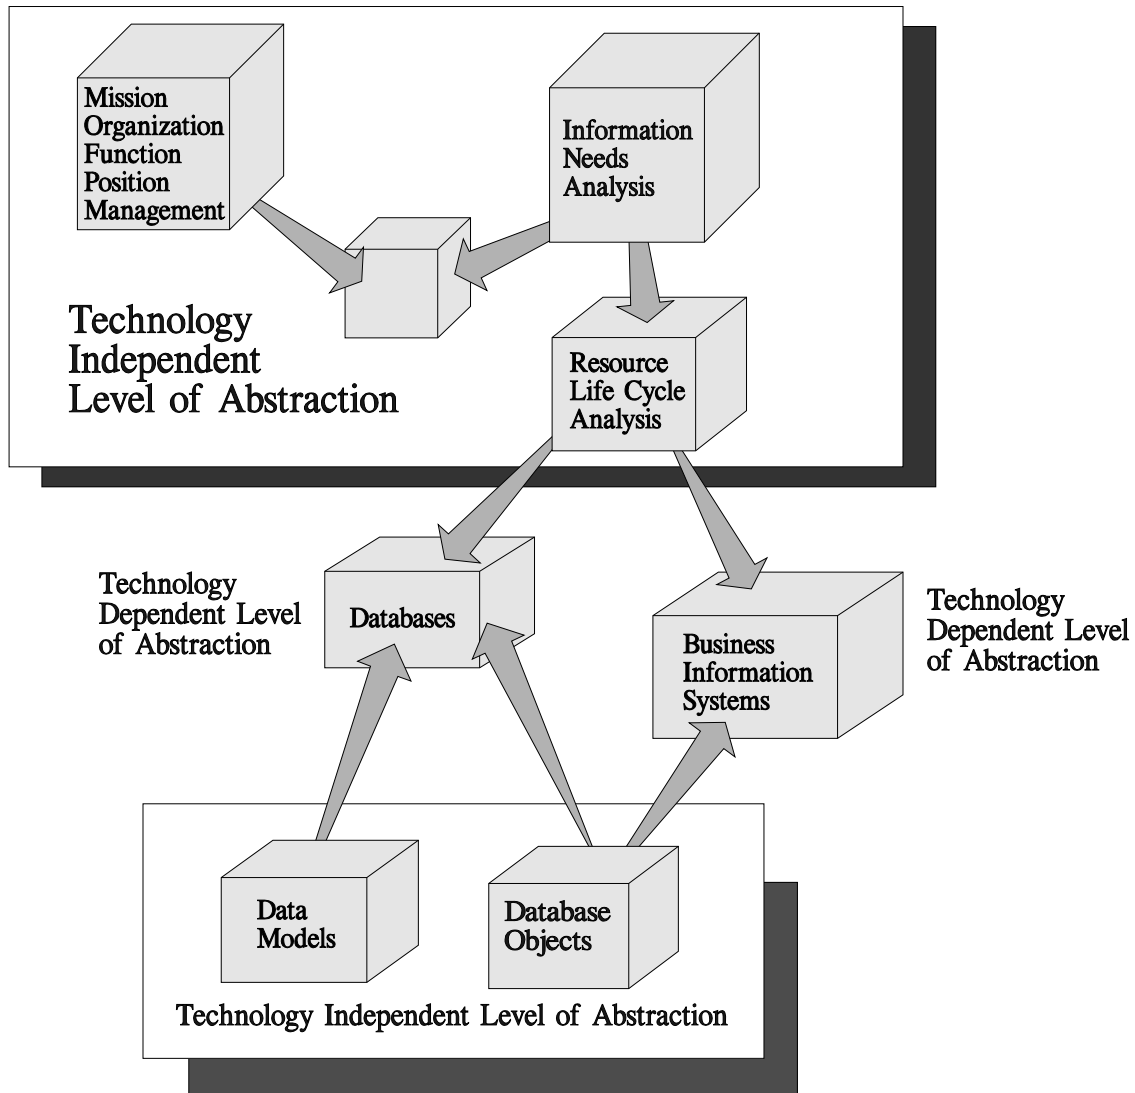 Mission
Organization
Function
Position
Management
Information
Needs
Analysis
Technology
Independent
Level of Abstraction
Resource
Life Cycle
Analysis
Technology
Dependent Level
of Abstraction
Databases
Business
Information
Systems
Technology
Dependent Level
of Abstraction
Data
Models
Database
Objects
Technology Independent Level of Abstraction